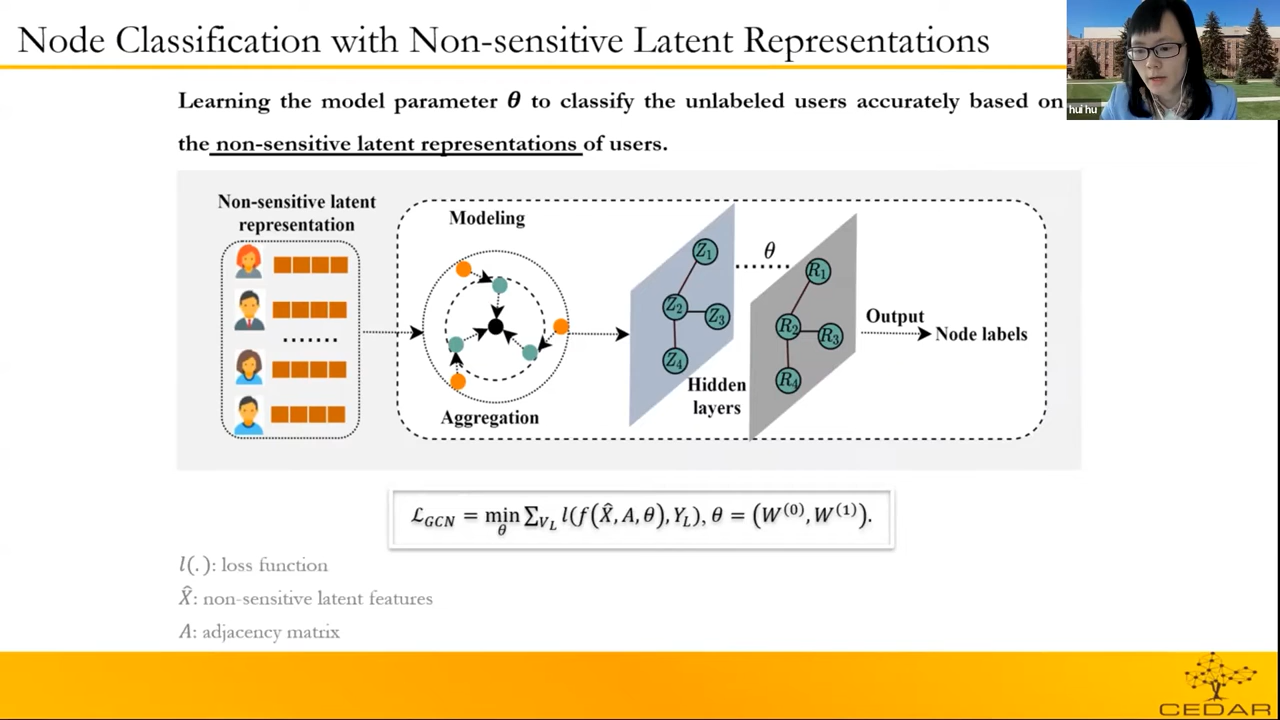 Node Classification with Non-sensitive Latent Representations
hui hu
Learning the model parameter θ to classify the unlabeled users accurately based on
the non-sensitive latent representations of users.
Non-sensitive latent
representation
.......
Modeling
Aggregation
Z1
Z2
Z3
Z4
θ
......
R1
R2
R3
R4
Hidden
layers
Output
Node labels
ℒ_GCN = min_θ ∑_{V_L} l(f(X̂, A, θ), Y_L), θ = (W^(0), W^(1)).
l(.): loss function
X̂: non-sensitive latent features
A: adjacency matrix
CEDAR